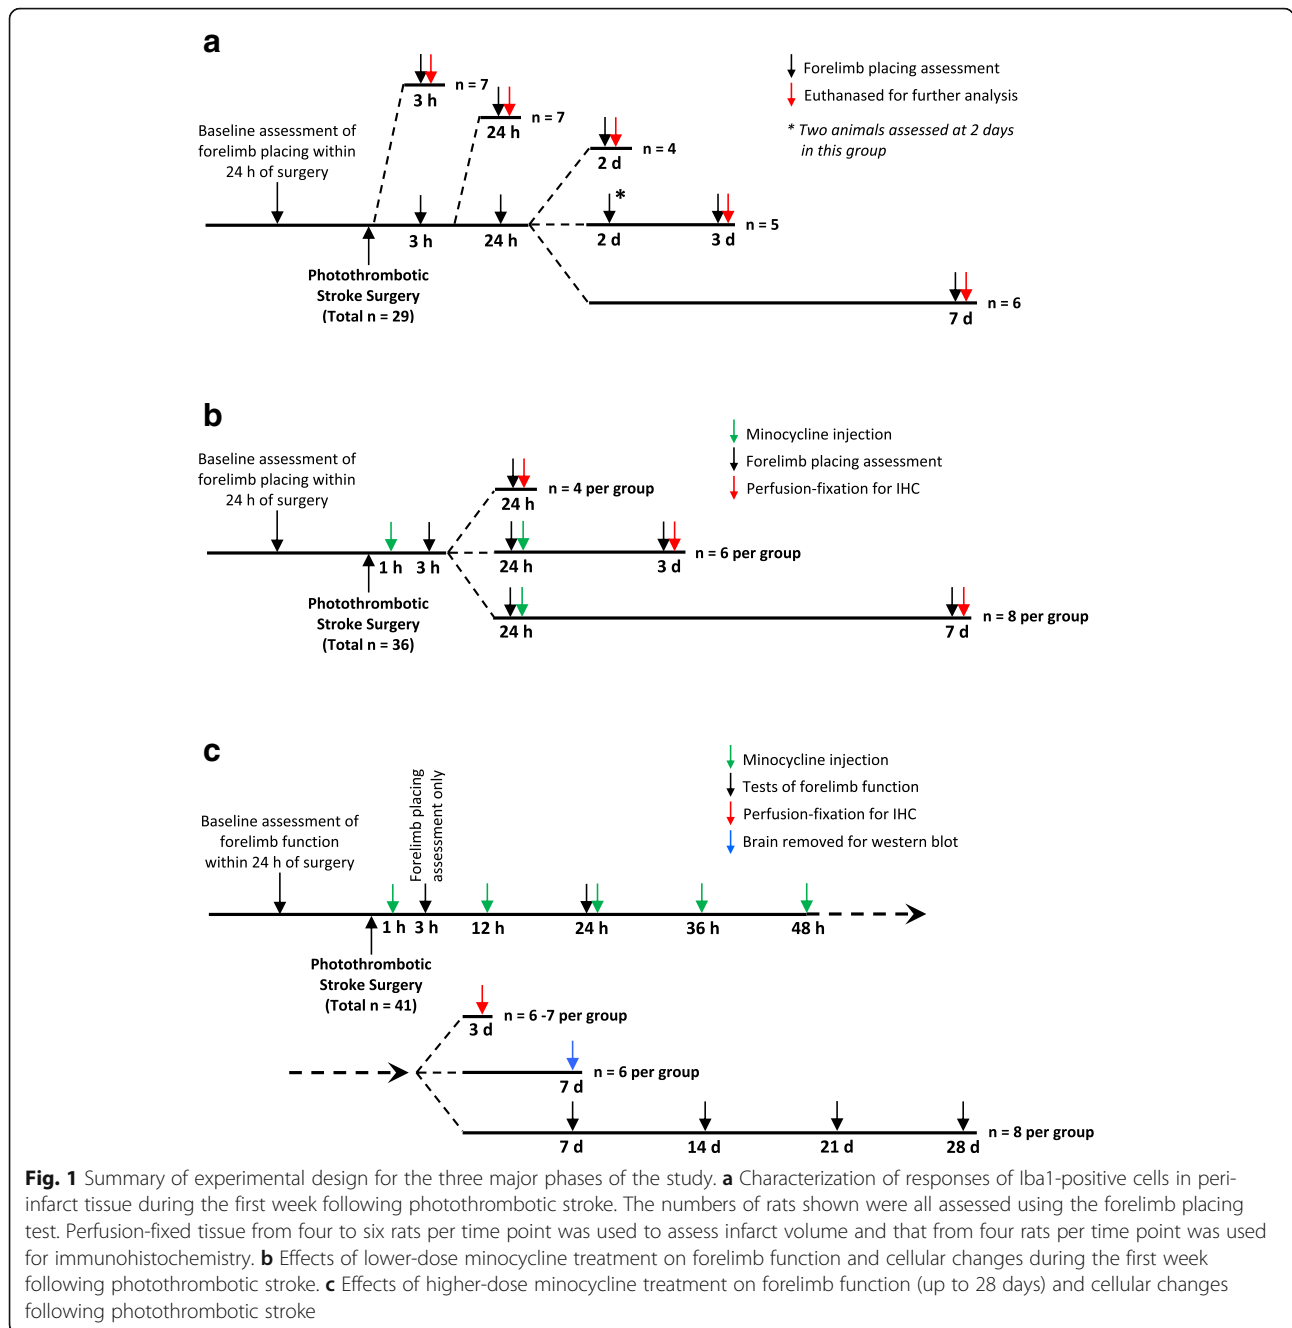 a
n = 7
3 h
n = 7
24 h
Forelimb placing assessment
Euthanased for further analysis
* Two animals assessed at 2 days
in this group
Baseline assessment of
forelimb placing within
24 h of surgery
n = 4
2 d
*
3 h
24 h
2 d
3 d
n = 5
Photothrombotic
Stroke Surgery
(Total n = 29)
n = 6
7 d
b
Minocycline injection
Forelimb placing assessment
Perfusion-fixation for IHC
Baseline assessment of
forelimb placing within
24 h of surgery
n = 4 per group
24 h
1 h
3 h
24 h
3 d
n = 6 per group
Photothrombotic
Stroke Surgery
(Total n = 36)
n = 8 per group
24 h
7 d
c
Minocycline injection
Tests of forelimb function
Perfusion-fixation for IHC
Brain removed for western blot
Forelimb placing
assessment only
Baseline assessment of
forelimb function
within 24 h of surgery
1 h
3 h
12 h
24 h
36 h
48 h
Photothrombotic
Stroke Surgery
(Total n = 41)
n = 6 -7 per group
3 d
n = 6 per group
7 d
n = 8 per group
7 d
14 d
21 d
28 d
Fig. 1 Summary of experimental design for the three major phases of the study. a Characterization of responses of Iba1-positive cells in peri-
infarct tissue during the first week following photothrombotic stroke. The numbers of rats shown were all assessed using the forelimb placing
test. Perfusion-fixed tissue from four to six rats per time point was used to assess infarct volume and that from four rats per time point was used
for immunohistochemistry. b Effects of lower-dose minocycline treatment on forelimb function and cellular changes during the first week
following photothrombotic stroke. c Effects of higher-dose minocycline treatment on forelimb function (up to 28 days) and cellular changes
following photothrombotic stroke